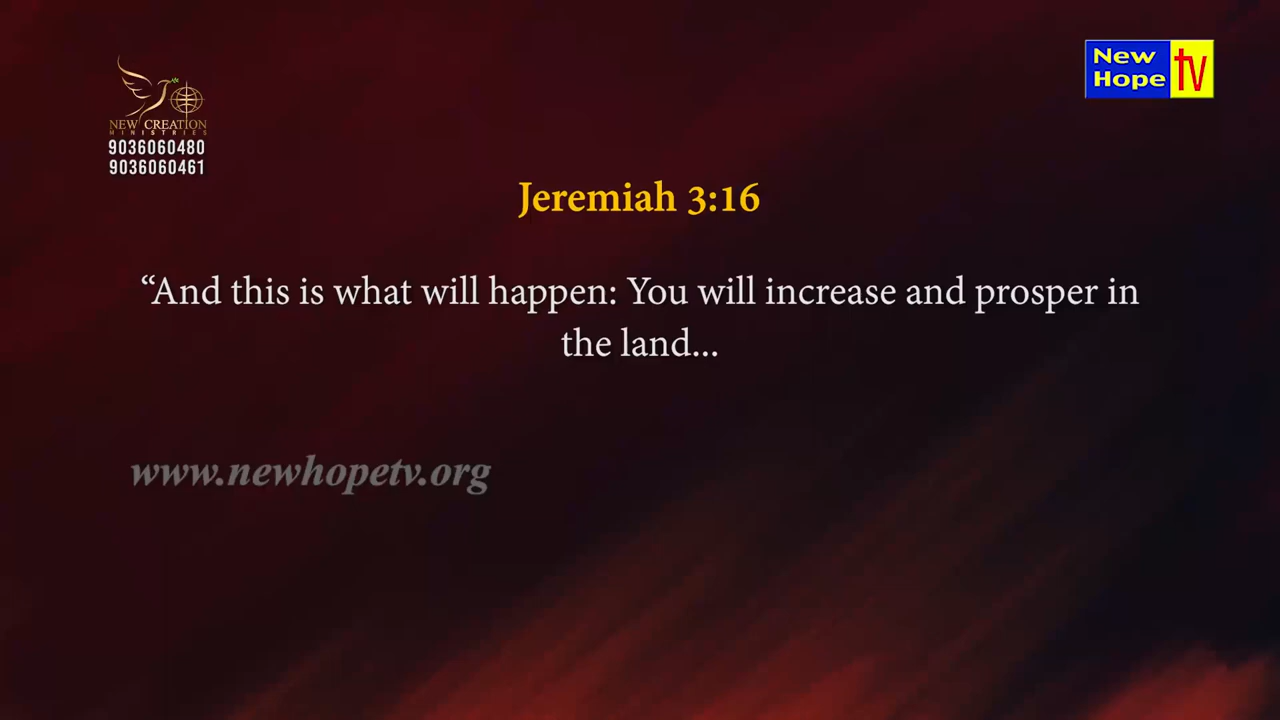 New
Hope
tv
NEW CREATION
MINISTRIES
9036060480
9036060461
Jeremiah 3:16
“And this is what will happen: You will increase and prosper in
the land...
www.newhopetv.org